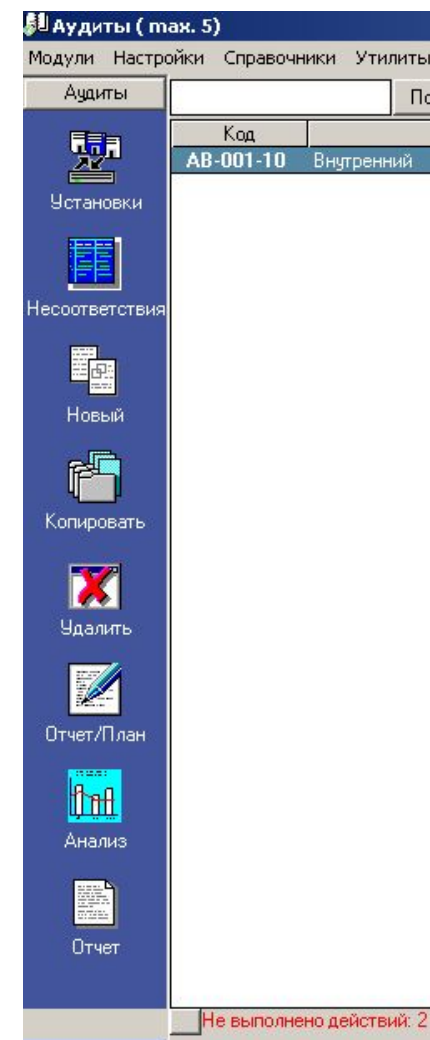 Аудиты ( max. 5)
Модули Настройки Справочники Утилиты
Аудиты По
Код
АВ-001-10 Внутренний
Установки
Несоответствия
Новый
Копировать
Удалить
Отчет/План
Анализ
Отчет
Не выполнено действий: 2